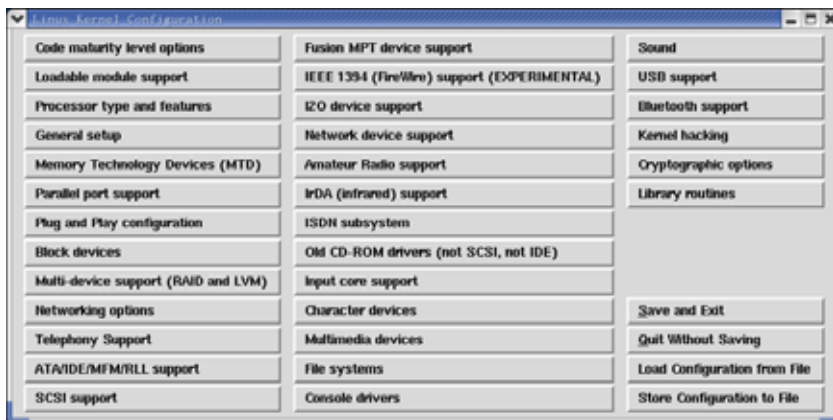 Linux Kernel Configuration
Code maturity level options
Loadable module support
Processor type and features
General setup
Memory Technology Devices (MTD)
Parallel port support
Plug and Play configuration
Block devices
Multi-device support (RAID and LVM)
Networking options
Telephony Support
ATA/IDE/MFM/RLL support
SCSI support
Fusion MPT device support
IEEE 1394 (FireWire) support (EXPERIMENTAL)
I2O device support
Network device support
Amateur Radio support
IrDA (infrared) support
ISDN subsystem
Old CD-ROM drivers (not SCSI, not IDE)
Input core support
Character devices
Multimedia devices
File systems
Console drivers
Sound
USB support
Bluetooth support
Kernel hacking
Cryptographic options
Library routines
Save and Exit
Quit Without Saving
Load Configuration from File
Store Configuration to File